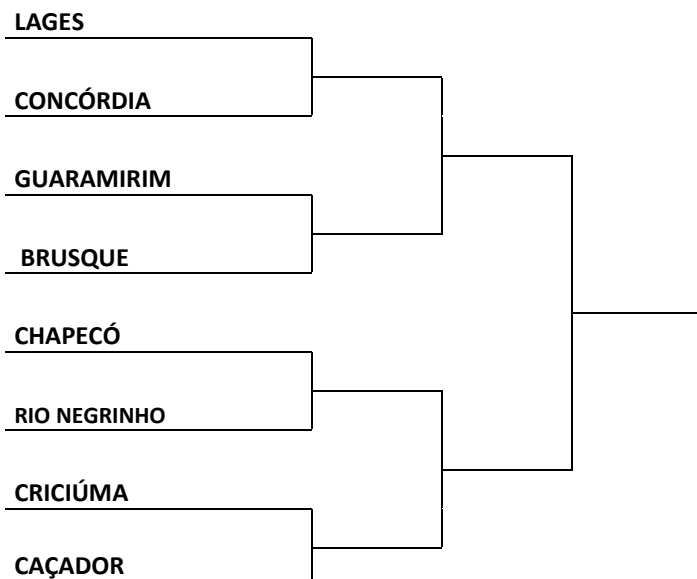 LAGES
CONCÓRDIA
GUARAMIRIM
BRUSQUE
CHAPECÓ
RIO NEGRINHO
CRICIÚMA
CAÇADOR